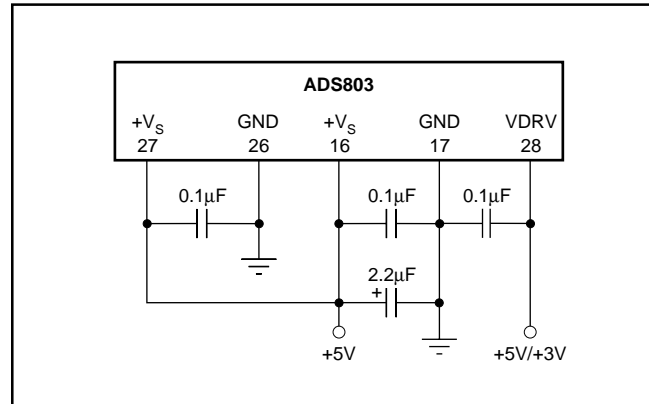 ADS803
+VS GND +VS GND VDRV
27 26 16 17 28
0.1µF 0.1µF 0.1µF
2.2µF
+
+5V +5V/+3V